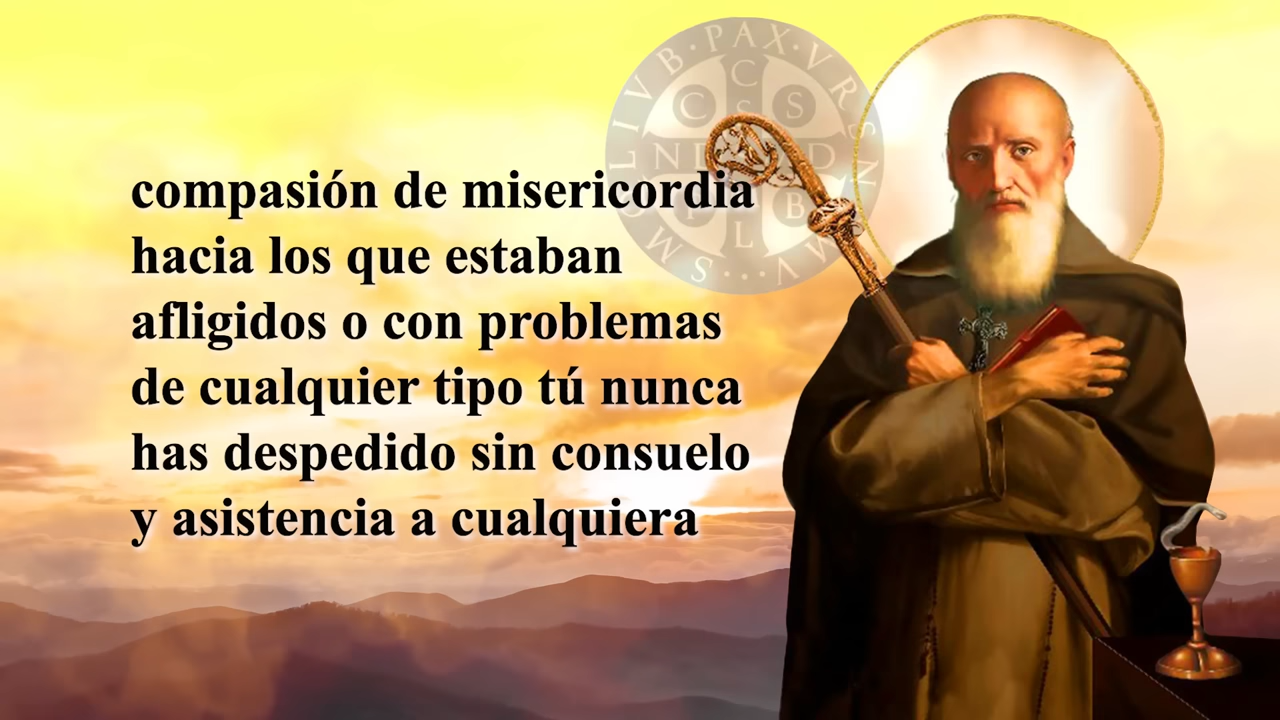 compasión de misericordia
hacia los que estaban
afligidos o con problemas
de cualquier tipo tú nunca
has despedido sin consuelo
y asistencia a cualquiera
PAX